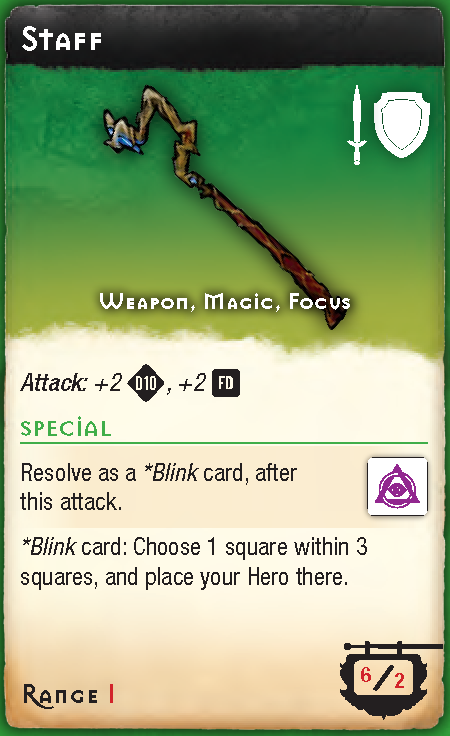 Staff
Weapon, Magic, Focus
Attack: +2 D10, +2 FD
SPECIAL
Resolve as a *Blink card, after
this attack.
*Blink card: Choose 1 square within 3
squares, and place your Hero there.
Range 1
6/2